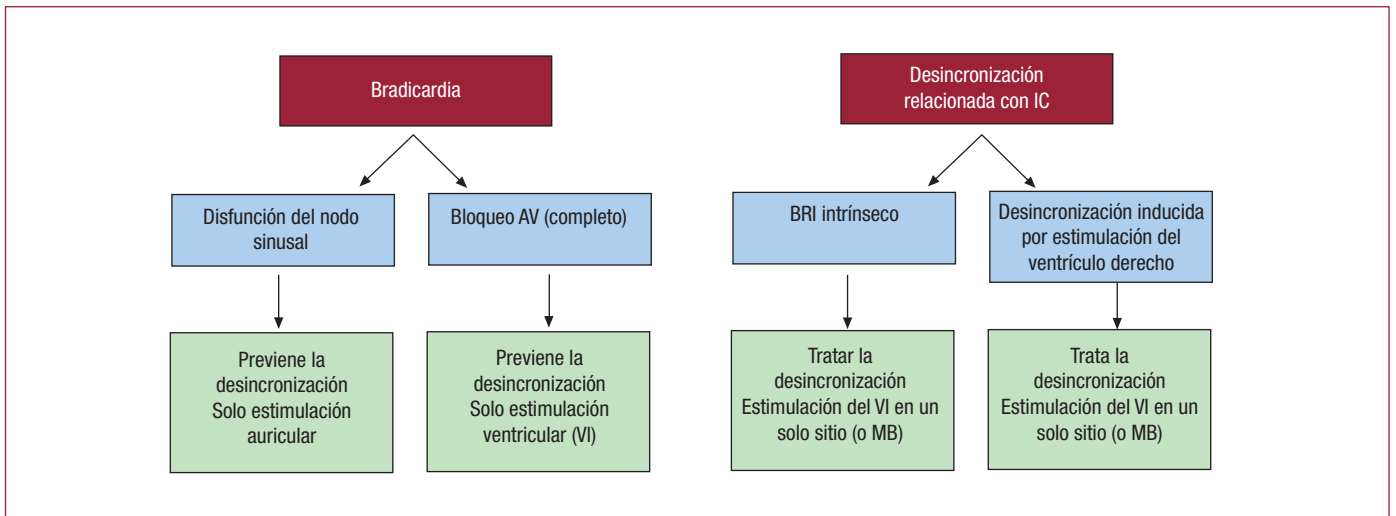 Bradicardia
Desincronización
relacionada con IC
Disfunción del nodo
sinusal
Bloqueo AV (completo)
BRI intrínseco
Desincronización inducida
por estimulación del
ventrículo derecho
Previene la
desincronización
Solo estimulación
auricular
Previene la
desincronización
Solo estimulación
ventricular (VI)
Tratar la
desincronización
Estimulación del VI en un
solo sitio (o MB)
Trata la
desincronización
Estimulación del VI en un
solo sitio (o MB)